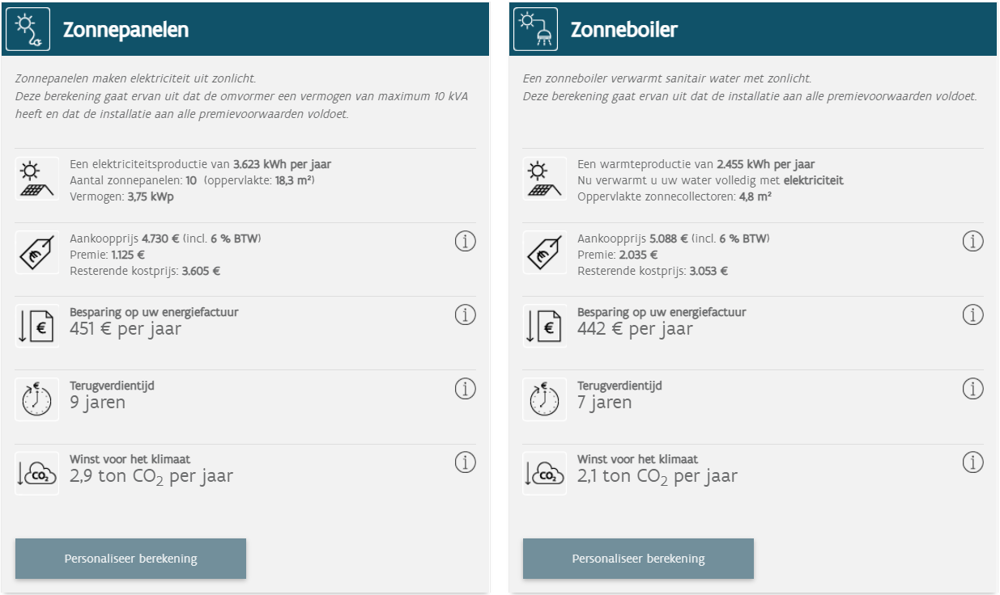 Zonnepanelen
Zonnepanelen maken elektriciteit uit zonlicht.
Deze berekening gaat ervan uit dat de omvormer een vermogen van maximum 10 kVA
heeft en dat de installatie aan alle premievoorwaarden voldoet.
Een elektriciteitsproductie van 3.623 kWh per jaar
Aantal zonnepanelen: 10 (oppervlakte: 18,3 m²)
Vermogen: 3,75 kWp
€
Aankoopprijs 4.730 € (incl. 6 % BTW)
Premie: 1.125 €
Resterende kostprijs: 3.605 €
i
€
Besparing op uw energiefactuur
451 € per jaar
i
€
Terugverdientijd
9 jaren
i
CO₂
Winst voor het klimaat
2,9 ton CO₂ per jaar
i
Personaliseer berekening
Zonneboiler
Een zonneboiler verwarmt sanitair water met zonlicht.
Deze berekening gaat ervan uit dat de installatie aan alle premievoorwaarden voldoet.
Een warmteproductie van 2.455 kWh per jaar
Nu verwarmt u uw water volledig met elektriciteit
Oppervlakte zonnecollectoren: 4,8 m²
€
Aankoopprijs 5.088 € (incl. 6 % BTW)
Premie: 2.035 €
Resterende kostprijs: 3.053 €
i
€
Besparing op uw energiefactuur
442 € per jaar
i
€
Terugverdientijd
7 jaren
i
CO₂
Winst voor het klimaat
2,1 ton CO₂ per jaar
i
Personaliseer berekening